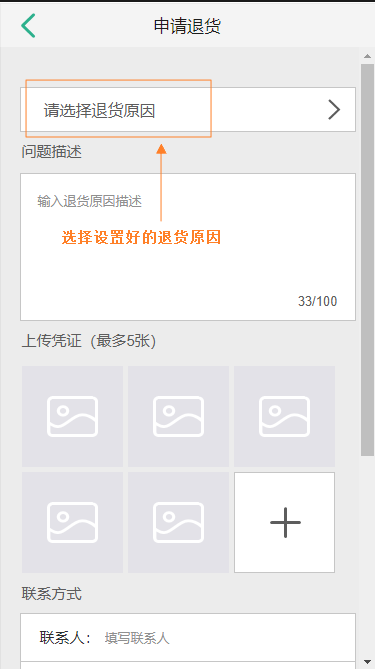 申请退货
请选择退货原因
问题描述
输入退货原因描述
选择设置好的退货原因
33/100
上传凭证（最多5张）
联系方式
联系人： 填写联系人